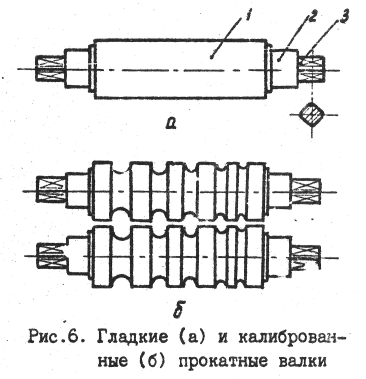 1 2 3
а
б
Рис.6. Гладкие (а) и калиброван-
ные (б) прокатные валки